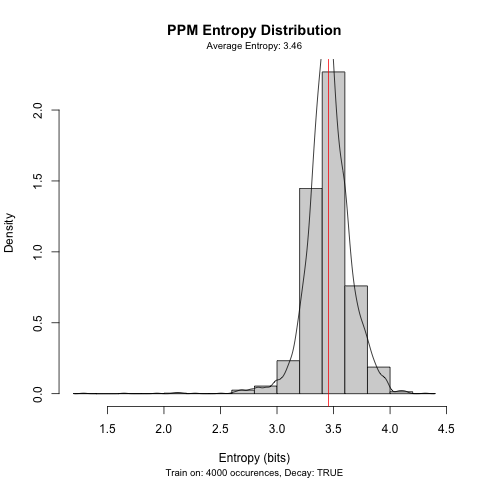 PPM Entropy Distribution
Average Entropy: 3.46
2.0
1.5
1.0
0.5
0.0
Density
1.5 2.0 2.5 3.0 3.5 4.0 4.5
Entropy (bits)
Train on: 4000 occurences, Decay: TRUE